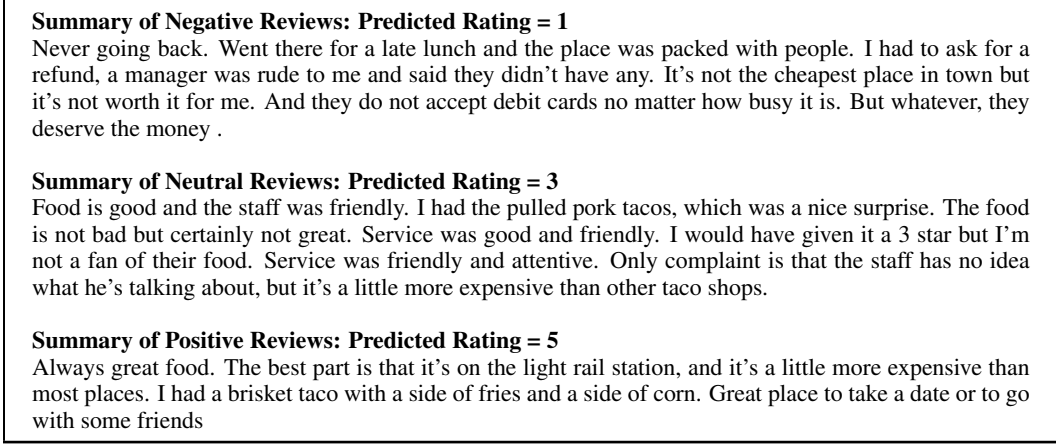 Summary of Negative Reviews: Predicted Rating = 1
Never going back. Went there for a late lunch and the place was packed with people. I had to ask for a
refund, a manager was rude to me and said they didn't have any. It's not the cheapest place in town but
it's not worth it for me. And they do not accept debit cards no matter how busy it is. But whatever, they
deserve the money .
Summary of Neutral Reviews: Predicted Rating = 3
Food is good and the staff was friendly. I had the pulled pork tacos, which was a nice surprise. The food
is not bad but certainly not great. Service was good and friendly. I would have given it a 3 star but I'm
not a fan of their food. Service was friendly and attentive. Only complaint is that the staff has no idea
what he's talking about, but it's a little more expensive than other taco shops.
Summary of Positive Reviews: Predicted Rating = 5
Always great food. The best part is that it's on the light rail station, and it's a little more expensive than
most places. I had a brisket taco with a side of fries and a side of corn. Great place to take a date or to go
with some friends